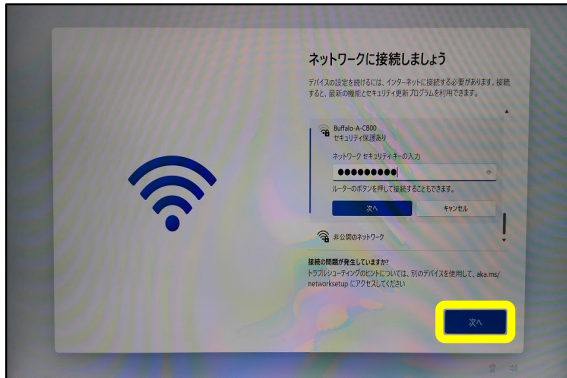 ネットワークに接続しましょう
デバイスの設定を続けるには、インターネットに接続する必要があります。接続
すると、最新の機能とセキュリティ更新プログラムを利用できます。
Buffalo-A-C800
セキュリティ保護あり
ネットワーク セキュリティ キーの入力
ルーターのボタンを押して接続することもできます。
次へ
キャンセル
非公開のネットワーク
接続の問題が発生していますか?
トラブルシューティングのヒントについては、別のデバイスを使用して、aka.ms/
networksetup にアクセスしてください
次へ